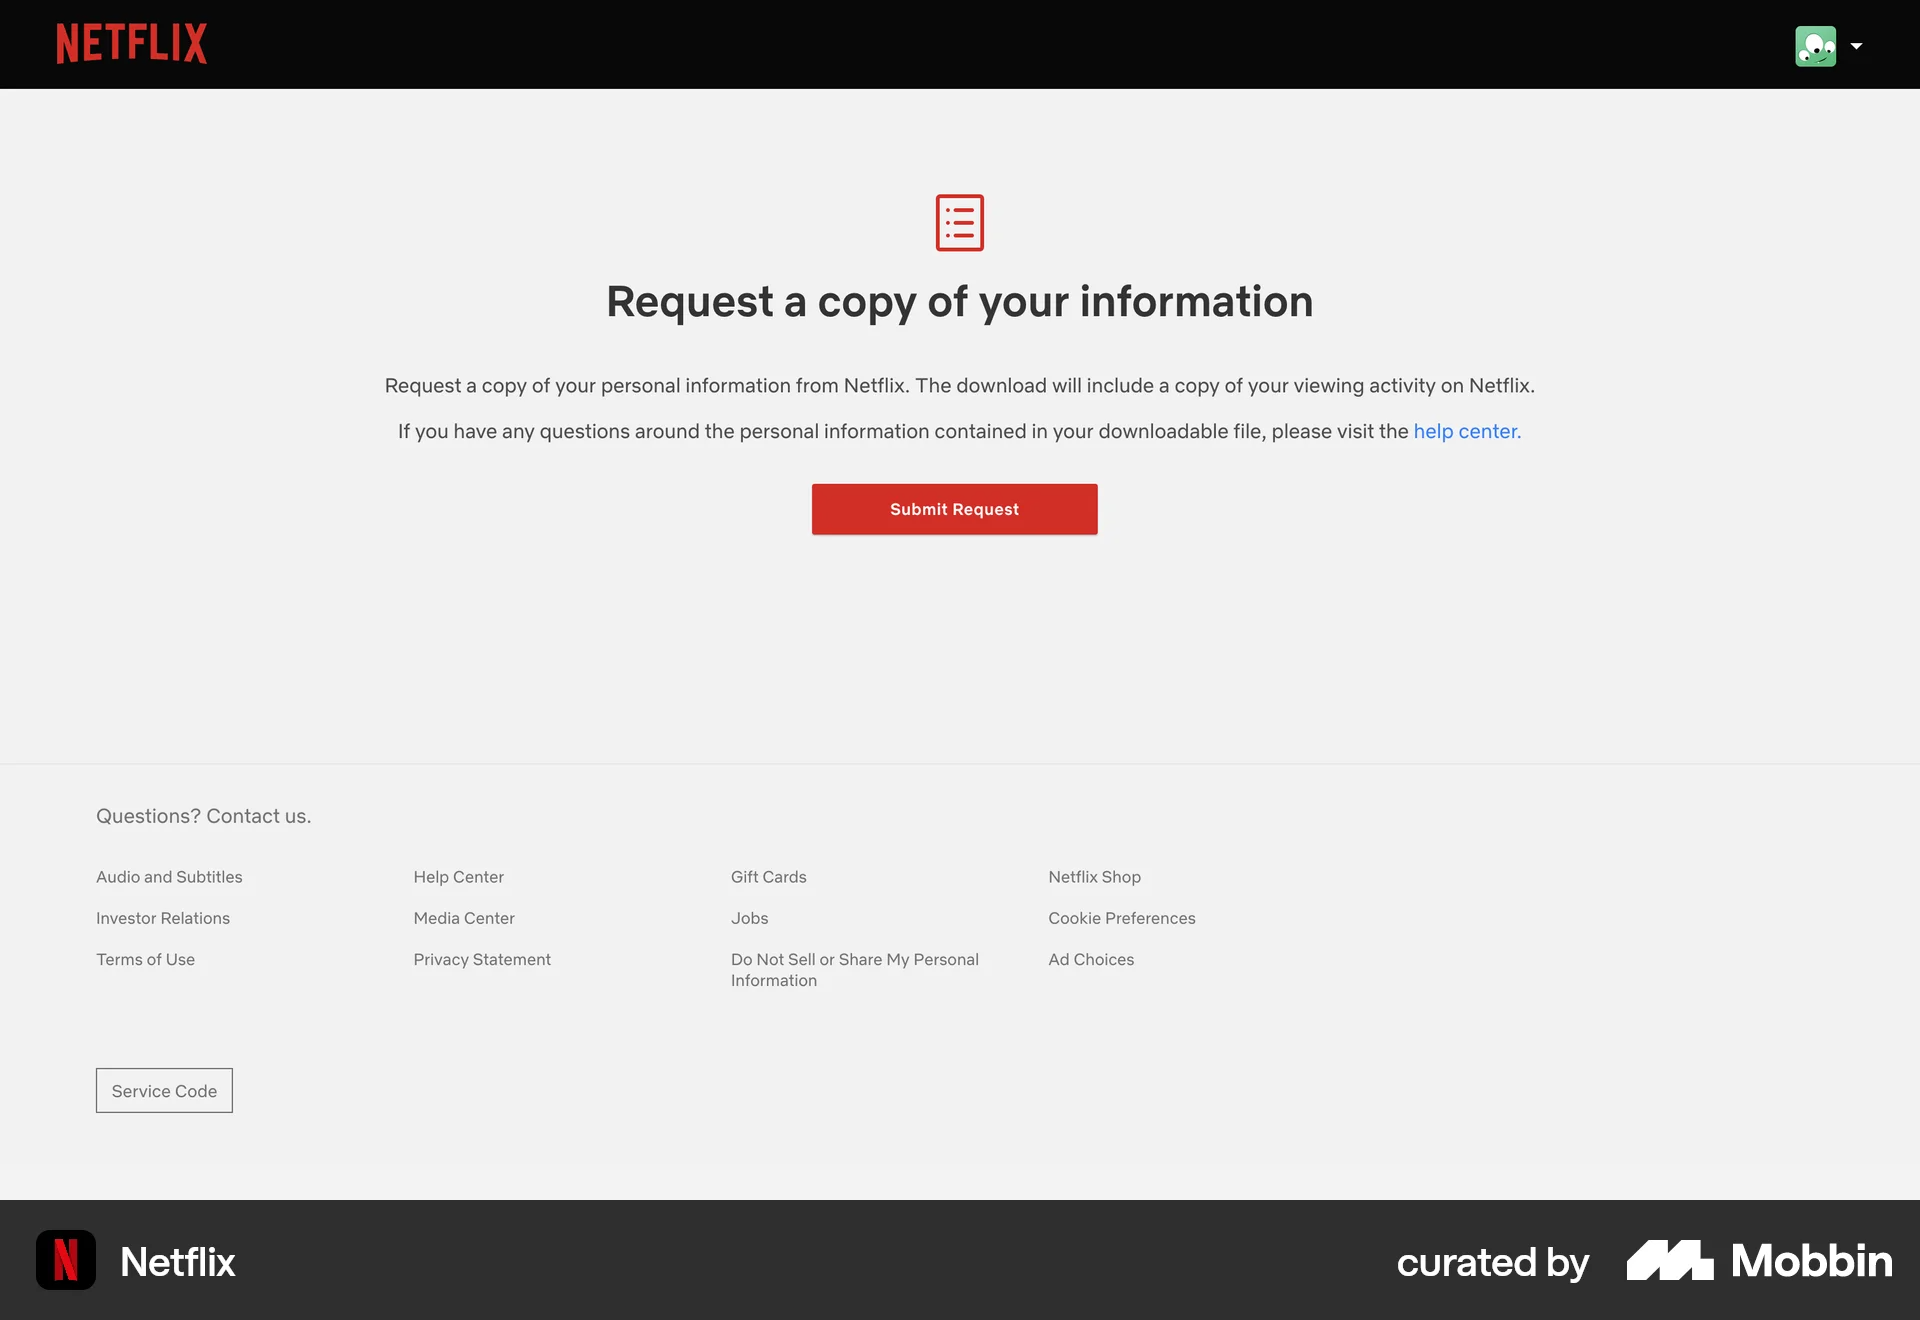 NETFLIX
Request a copy of your information
Request a copy of your personal information from Netflix. The download will include a copy of your viewing activity on Netflix.
If you have any questions around the personal information contained in your downloadable file, please visit the help center.
Submit Request
Questions? Contact us.
Audio and Subtitles
Help Center
Gift Cards
Netflix Shop
Investor Relations
Media Center
Jobs
Cookie Preferences
Terms of Use
Privacy Statement
Do Not Sell or Share My Personal
Information
Ad Choices
Service Code
N
Netflix
curated by
Mobbin